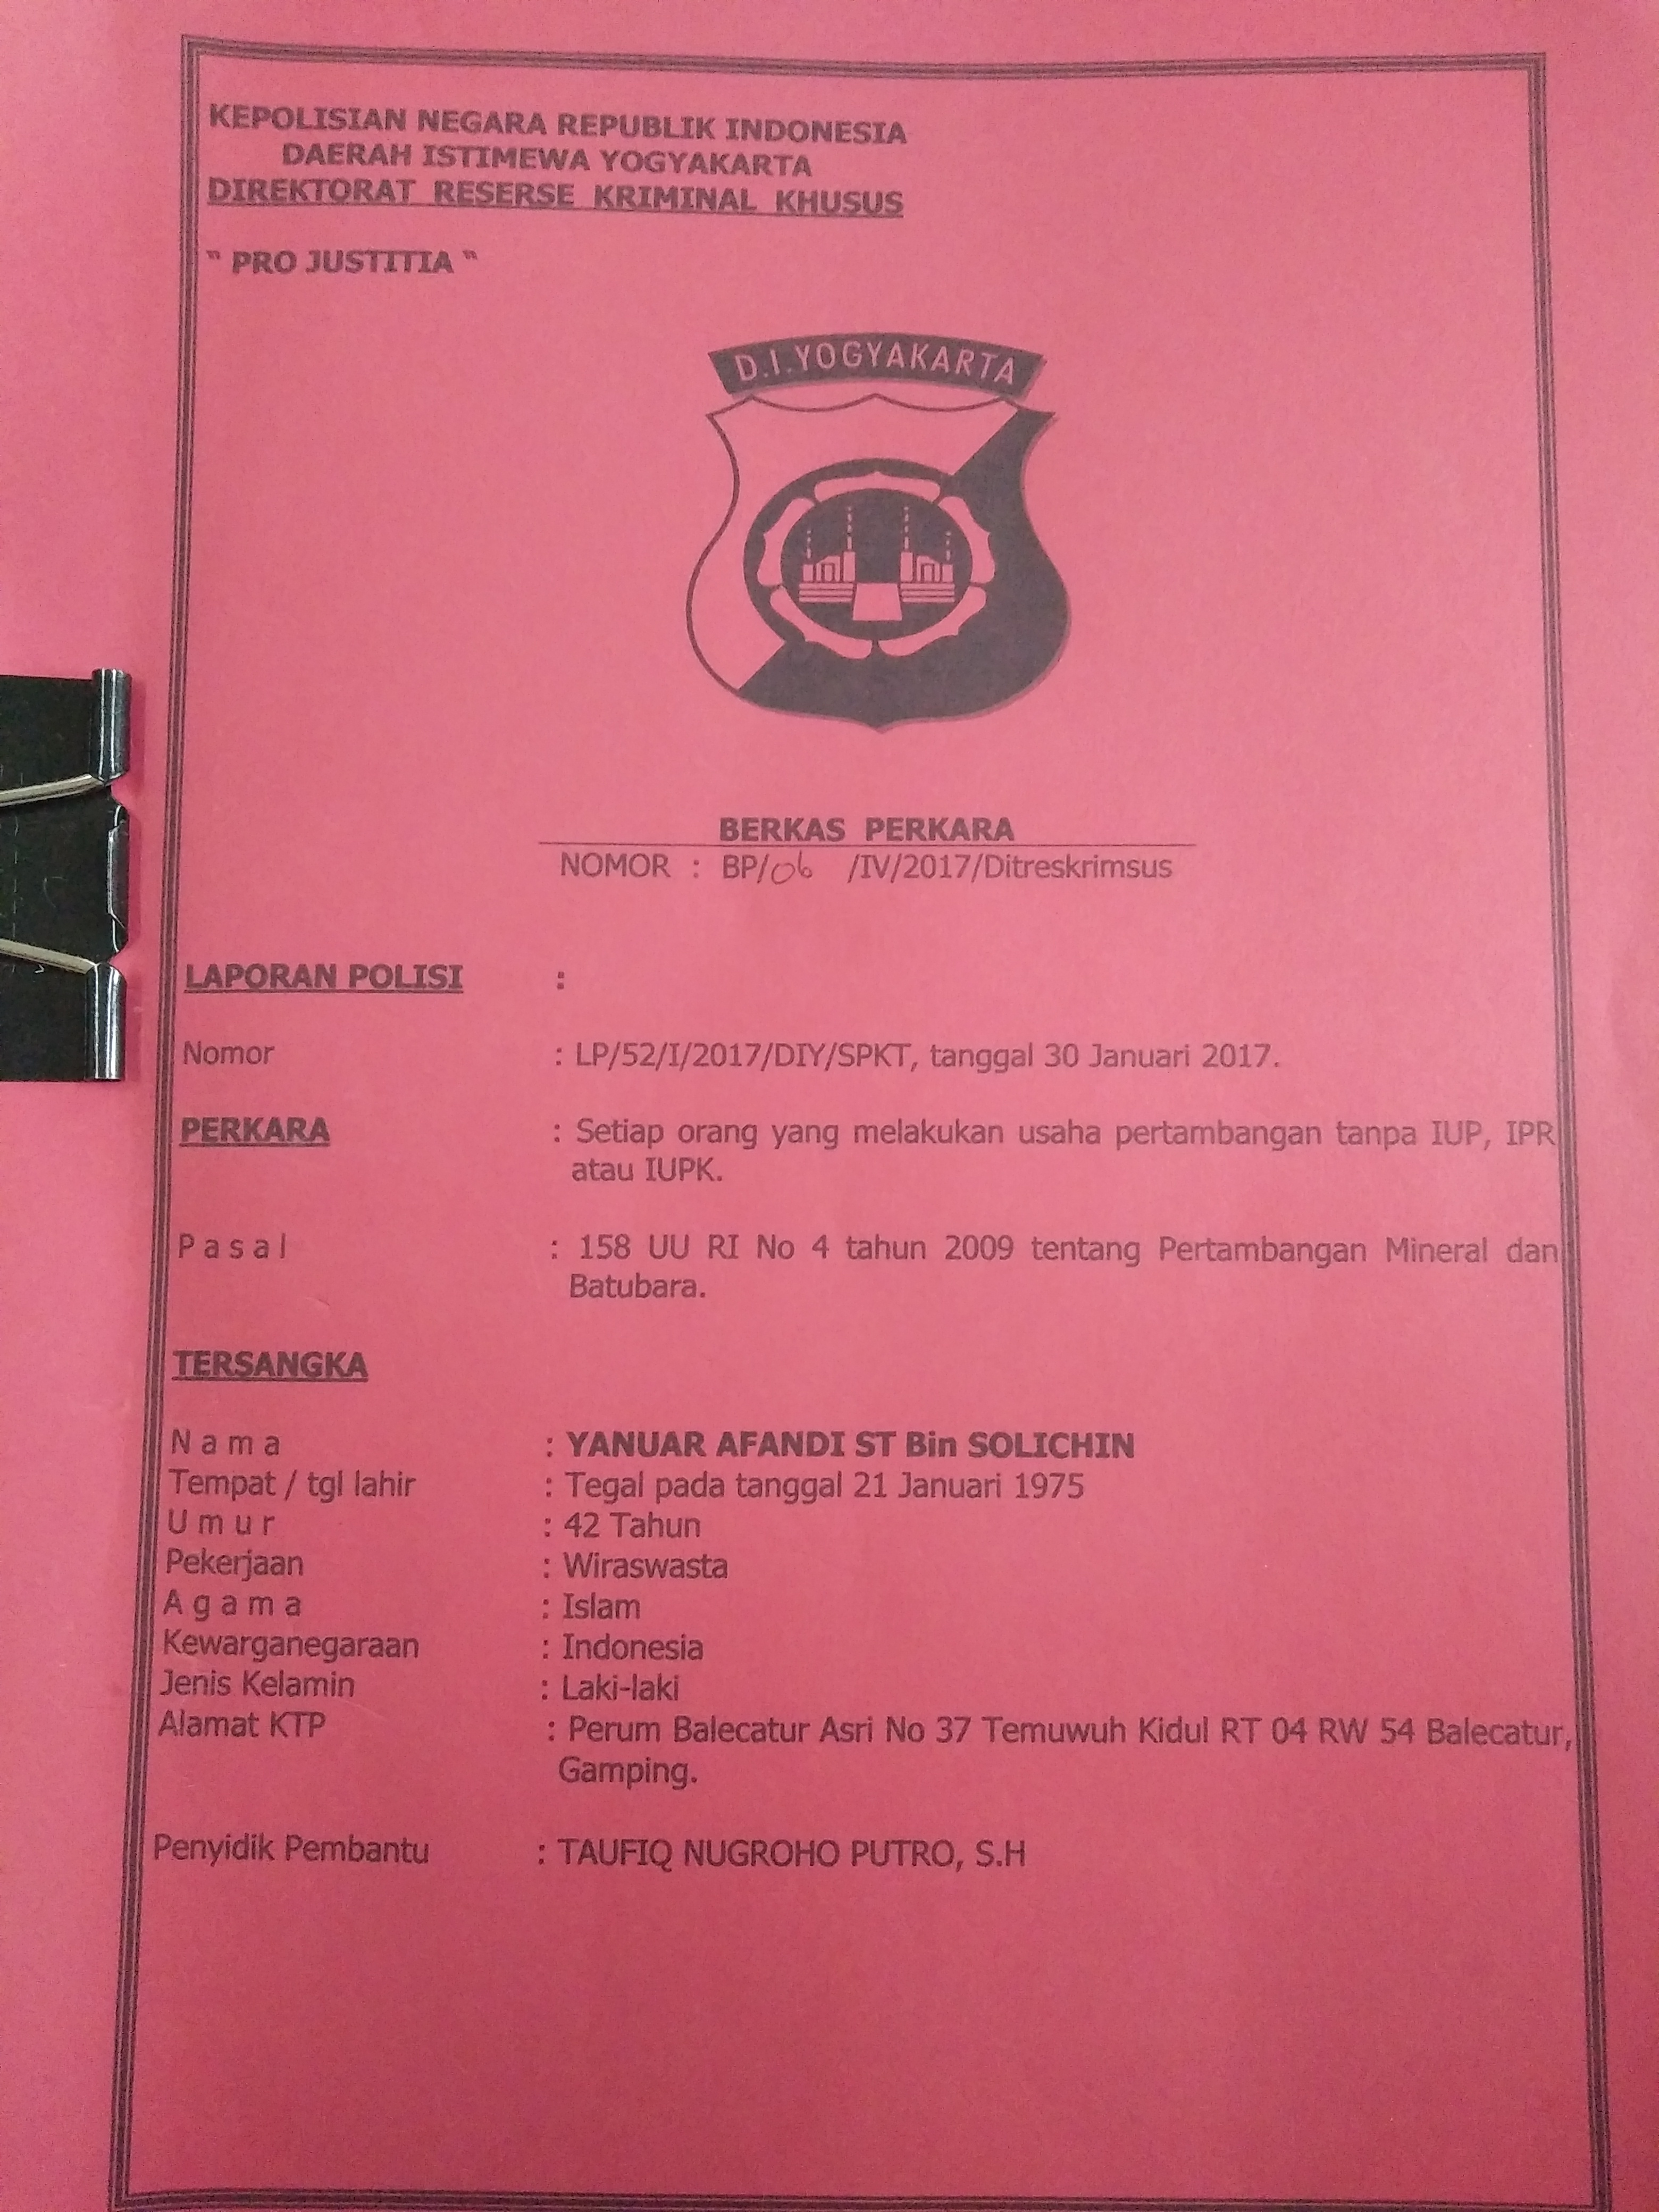 KEPOLISIAN NEGARA REPUBLIK INDONESIA
DAERAH ISTIMEWA YOGYAKARTA
DIREKTORAT RESERSE KRIMINAL KHUSUS
" PRO JUSTITIA "
D.I.YOGYAKARTA
BERKAS PERKARA
NOMOR : BP/06 /IV/2017/Ditreskrimsus
LAPORAN POLISI :
Nomor : LP/52/I/2017/DIY/SPKT, tanggal 30 Januari 2017.
PERKARA : Setiap orang yang melakukan usaha pertambangan tanpa IUP, IPR
atau IUPK.
P a s a l : 158 UU RI No 4 tahun 2009 tentang Pertambangan Mineral dan
Batubara.
TERSANGKA
N a m a : YANUAR AFANDI ST Bin SOLICHIN
Tempat / tgl lahir : Tegal pada tanggal 21 Januari 1975
U m u r : 42 Tahun
Pekerjaan : Wiraswasta
A g a m a : Islam
Kewarganegaraan : Indonesia
Jenis Kelamin : Laki-laki
Alamat KTP : Perum Balecatur Asri No 37 Temuwuh Kidul RT 04 RW 54 Balecatur,
Gamping.
Penyidik Pembantu : TAUFIQ NUGROHO PUTRO, S.H